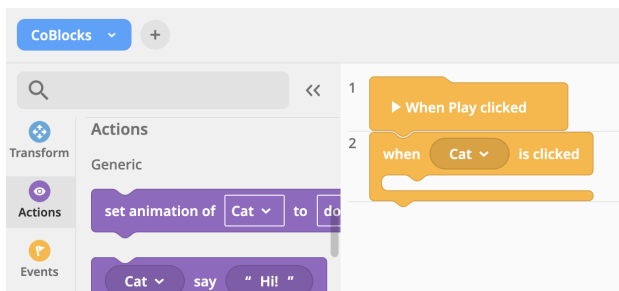 CoBlocks
+
1
When Play clicked
2
when Cat is clicked
Transform
Actions
Events
Actions
Generic
set animation of Cat to do
Cat say “ Hi! ”